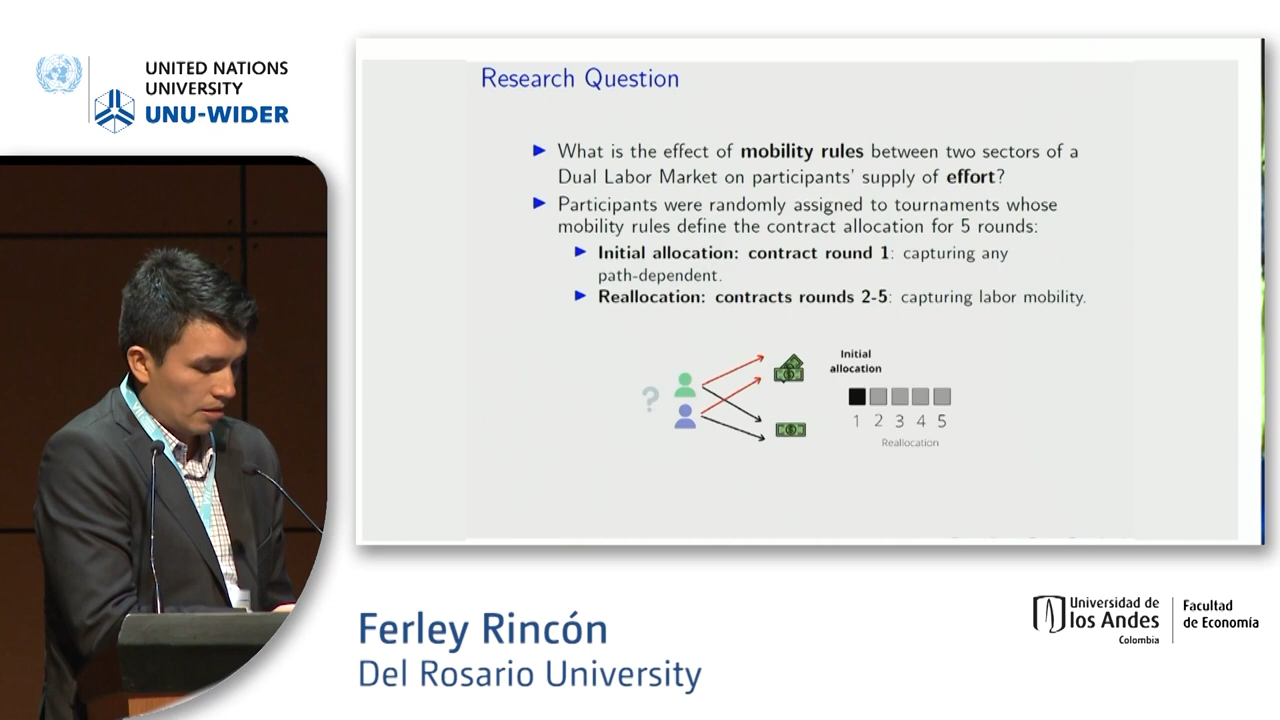 UNITED NATIONS
UNIVERSITY
UNU-WIDER
Research Question
What is the effect of mobility rules between two sectors of a
Dual Labor Market on participants' supply of effort?
Participants were randomly assigned to tournaments whose
mobility rules define the contract allocation for 5 rounds:
Initial allocation: contract round 1: capturing any
path-dependent.
Reallocation: contracts rounds 2-5: capturing labor mobility.
?
Initial
allocation
1 2 3 4 5
Reallocation
Ferley Rincón
Del Rosario University
Universidad de
los Andes
Colombia
Facultad
de Economía